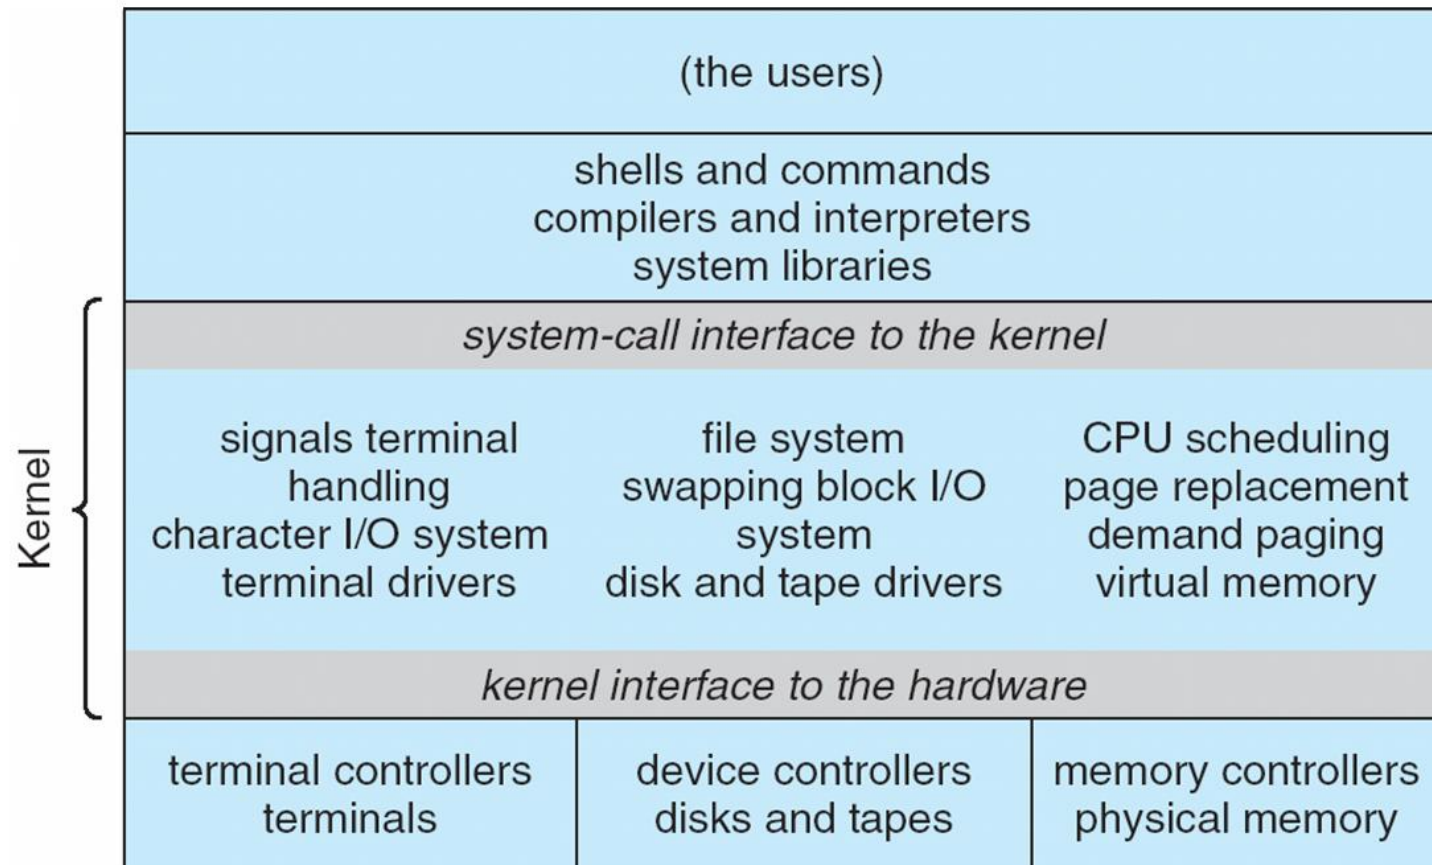 (the users)
shells and commands
compilers and interpreters
system libraries
Kernel
system-call interface to the kernel
signals terminal
handling
character I/O system
terminal drivers
file system
swapping block I/O
system
disk and tape drivers
CPU scheduling
page replacement
demand paging
virtual memory
kernel interface to the hardware
terminal controllers
terminals
device controllers
disks and tapes
memory controllers
physical memory